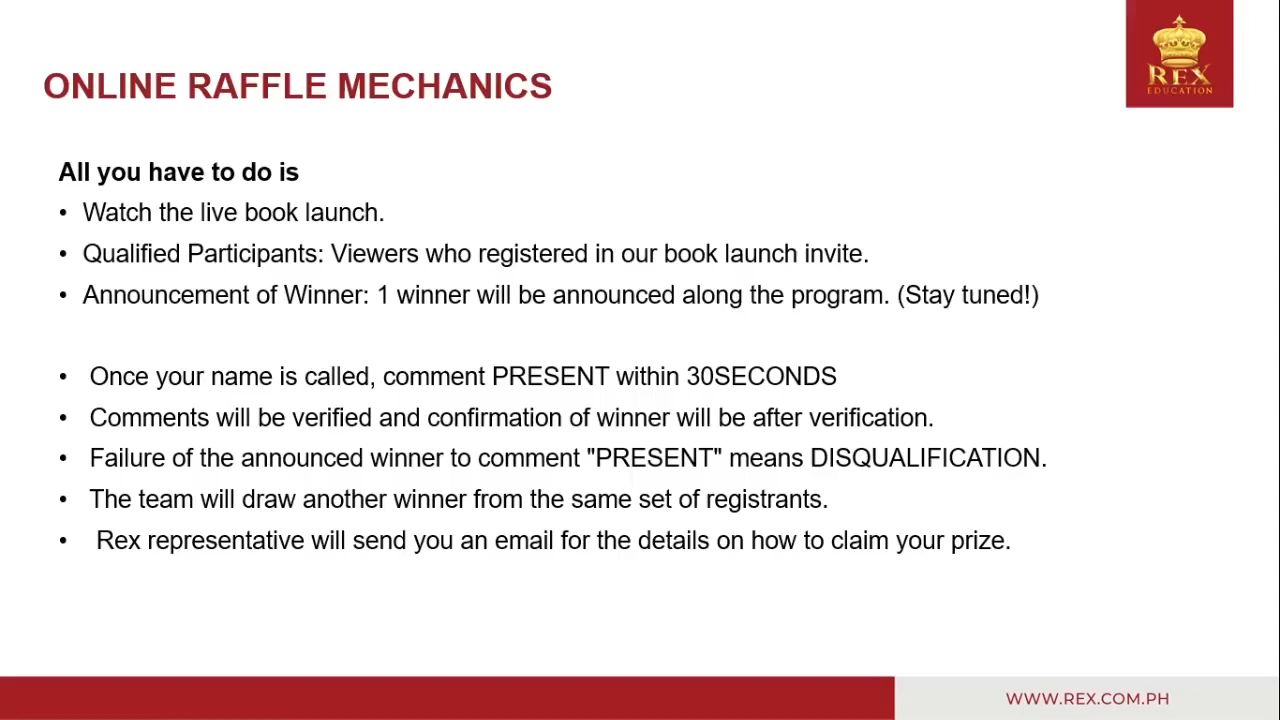 REX
EDUCATION
ONLINE RAFFLE MECHANICS
All you have to do is
• Watch the live book launch.
• Qualified Participants: Viewers who registered in our book launch invite.
• Announcement of Winner: 1 winner will be announced along the program. (Stay tuned!)
• Once your name is called, comment PRESENT within 30SECONDS
• Comments will be verified and confirmation of winner will be after verification.
• Failure of the announced winner to comment "PRESENT" means DISQUALIFICATION.
• The team will draw another winner from the same set of registrants.
• Rex representative will send you an email for the details on how to claim your prize.
WWW.REX.COM.PH